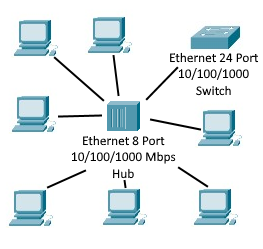 Ethernet 24 Port
10/100/1000
Switch
Ethernet 8 Port
10/100/1000 Mbps
Hub